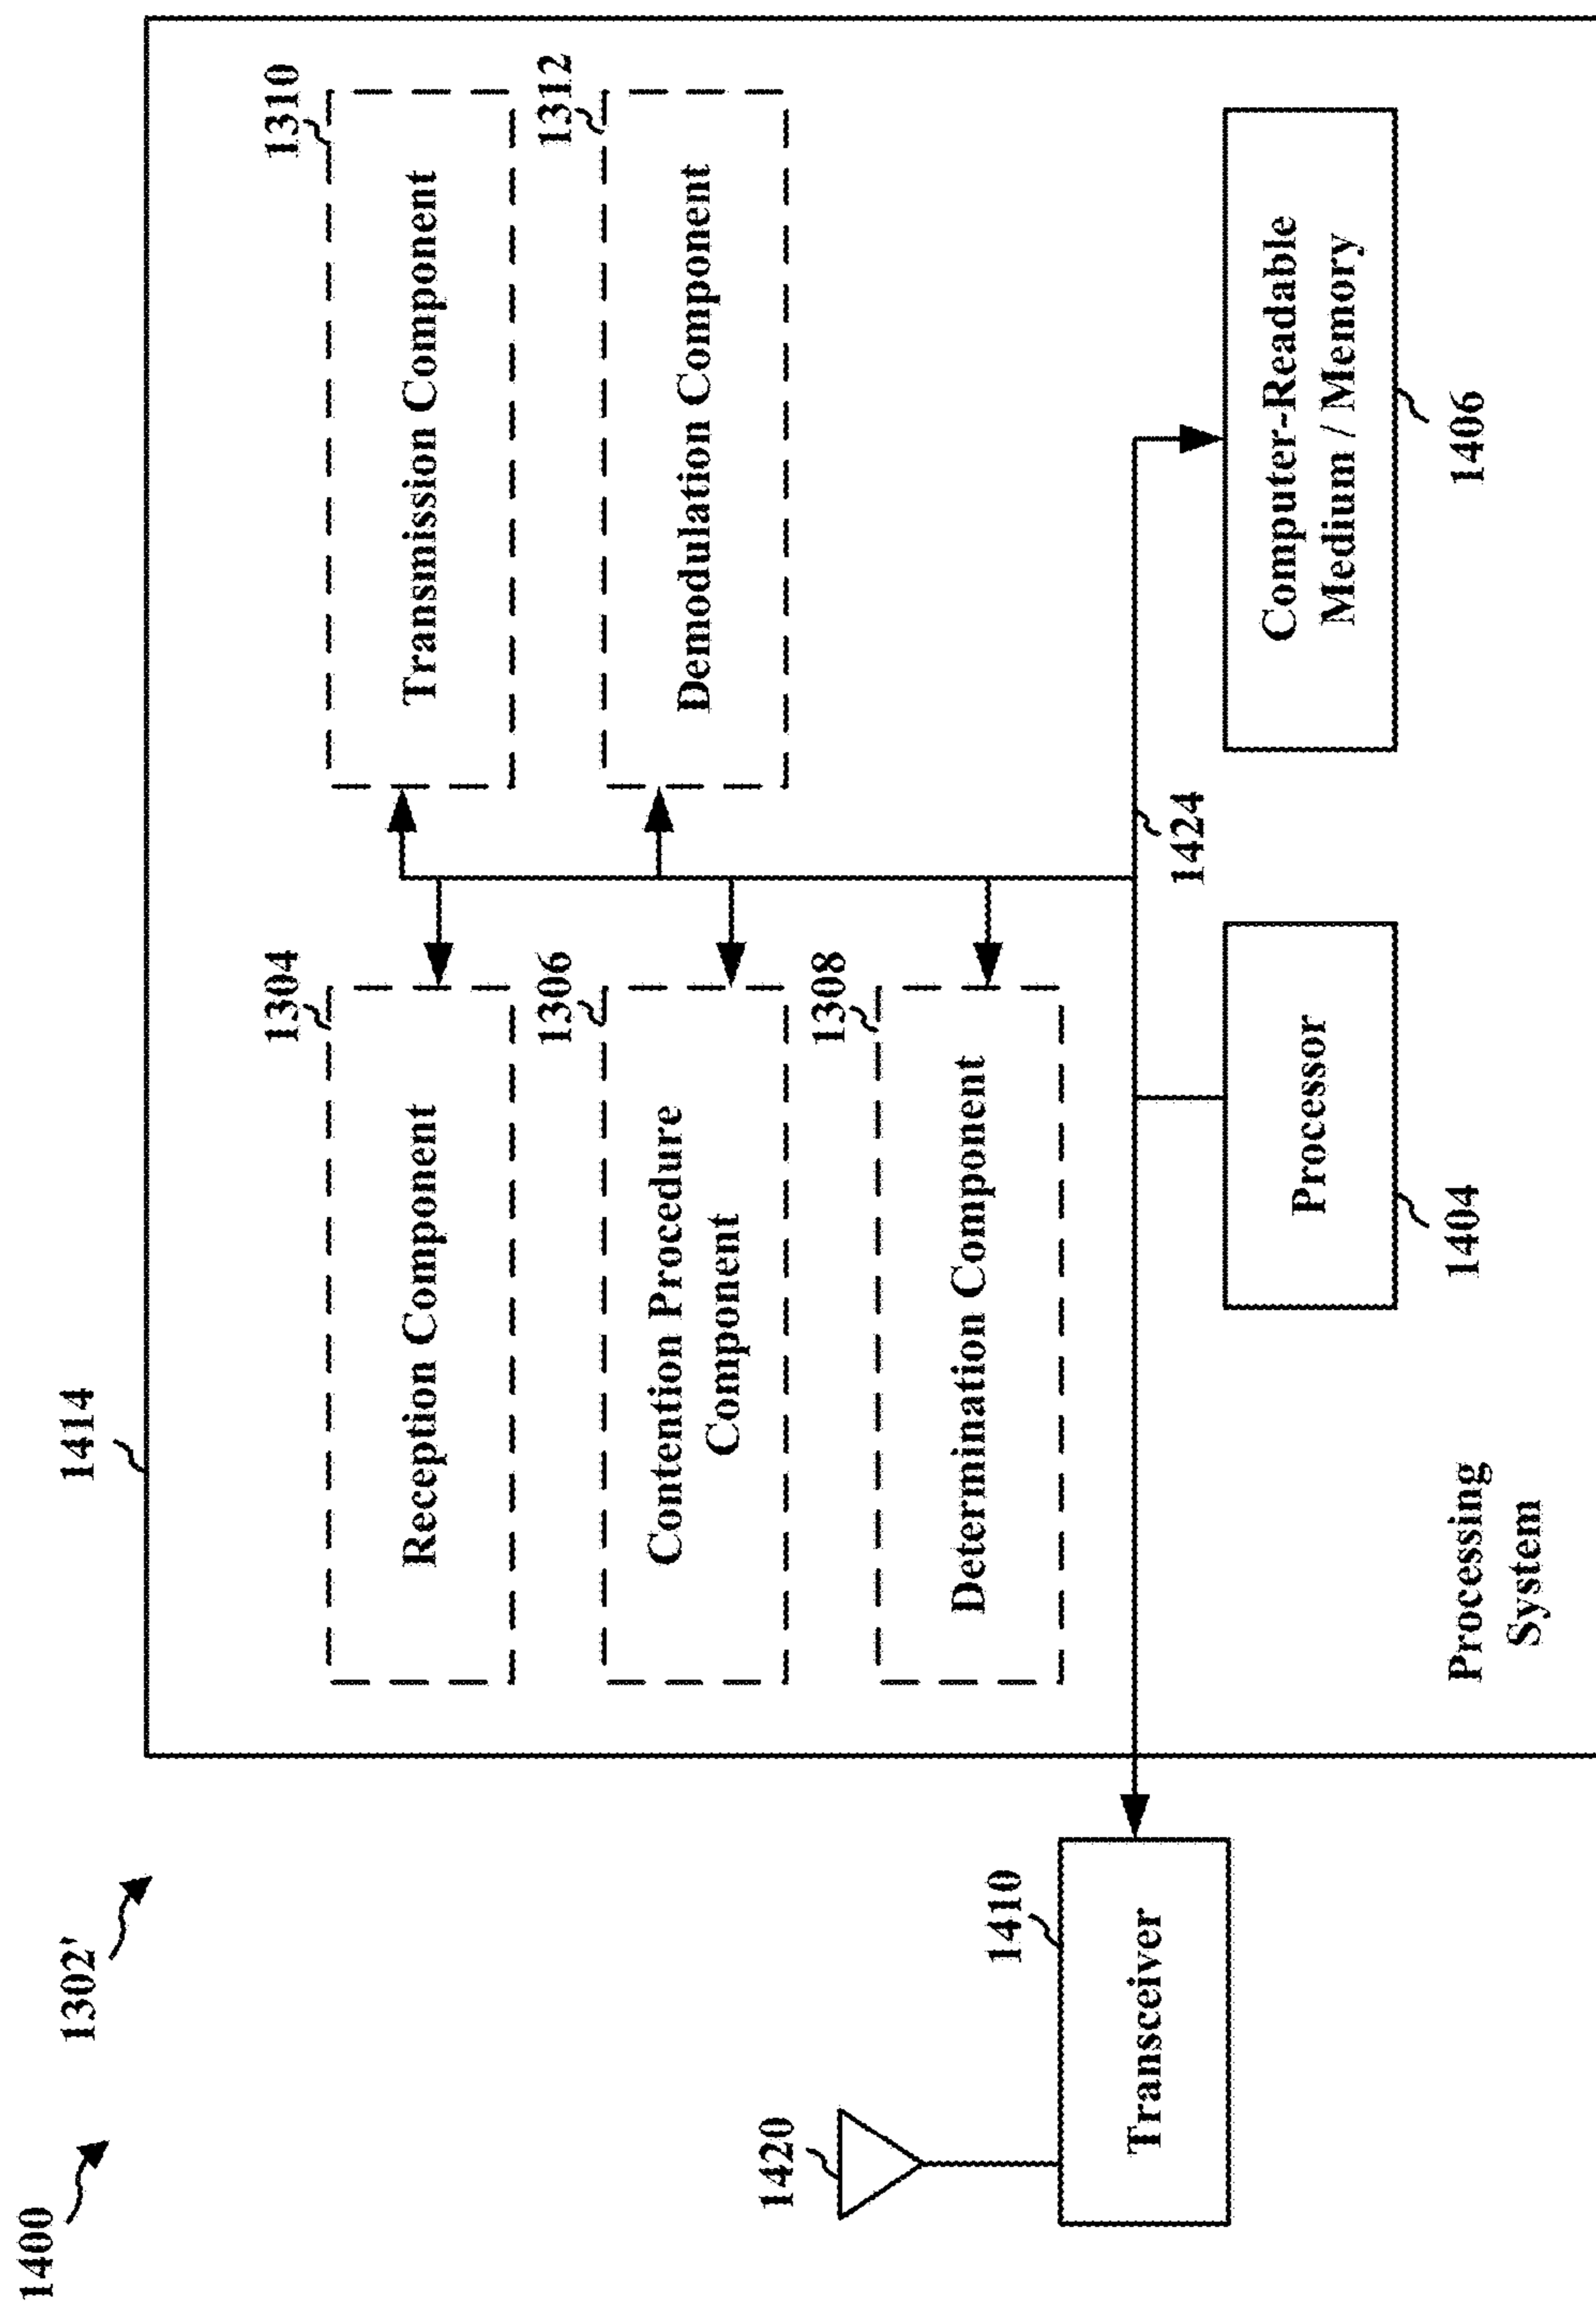 1400
1302'
1414
1304
Reception Component
1310
Transmission Component
1306
Contention Procedure
Component
1312
Demodulation Component
1308
Determination Component
1420
1410
Transceiver
1424
Processor
1404
Computer-Readable
Medium / Memory
1406
Processing
System